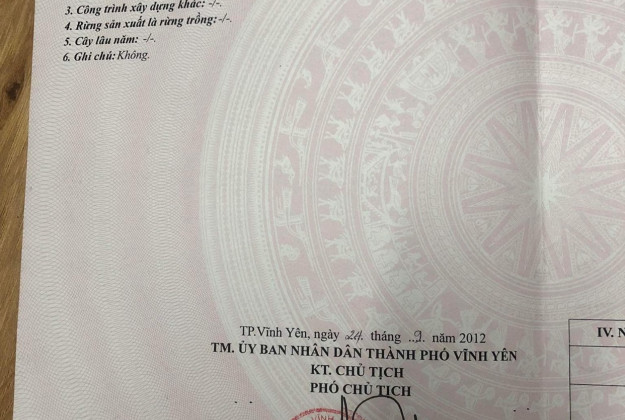 3. Công trình xây dựng khác: -/-.
4. Rừng sản xuất là rừng trồng:-/-.
5. Cây lâu năm: -/-.
6. Ghi chú: Không.
TP.Vĩnh Yên, ngày 24 tháng ..9. năm 2012
TM. ỦY BAN NHÂN DÂN THÀNH PHỐ VĨNH YÊN
KT. CHỦ TỊCH
PHÓ CHỦ TỊCH
IV. N